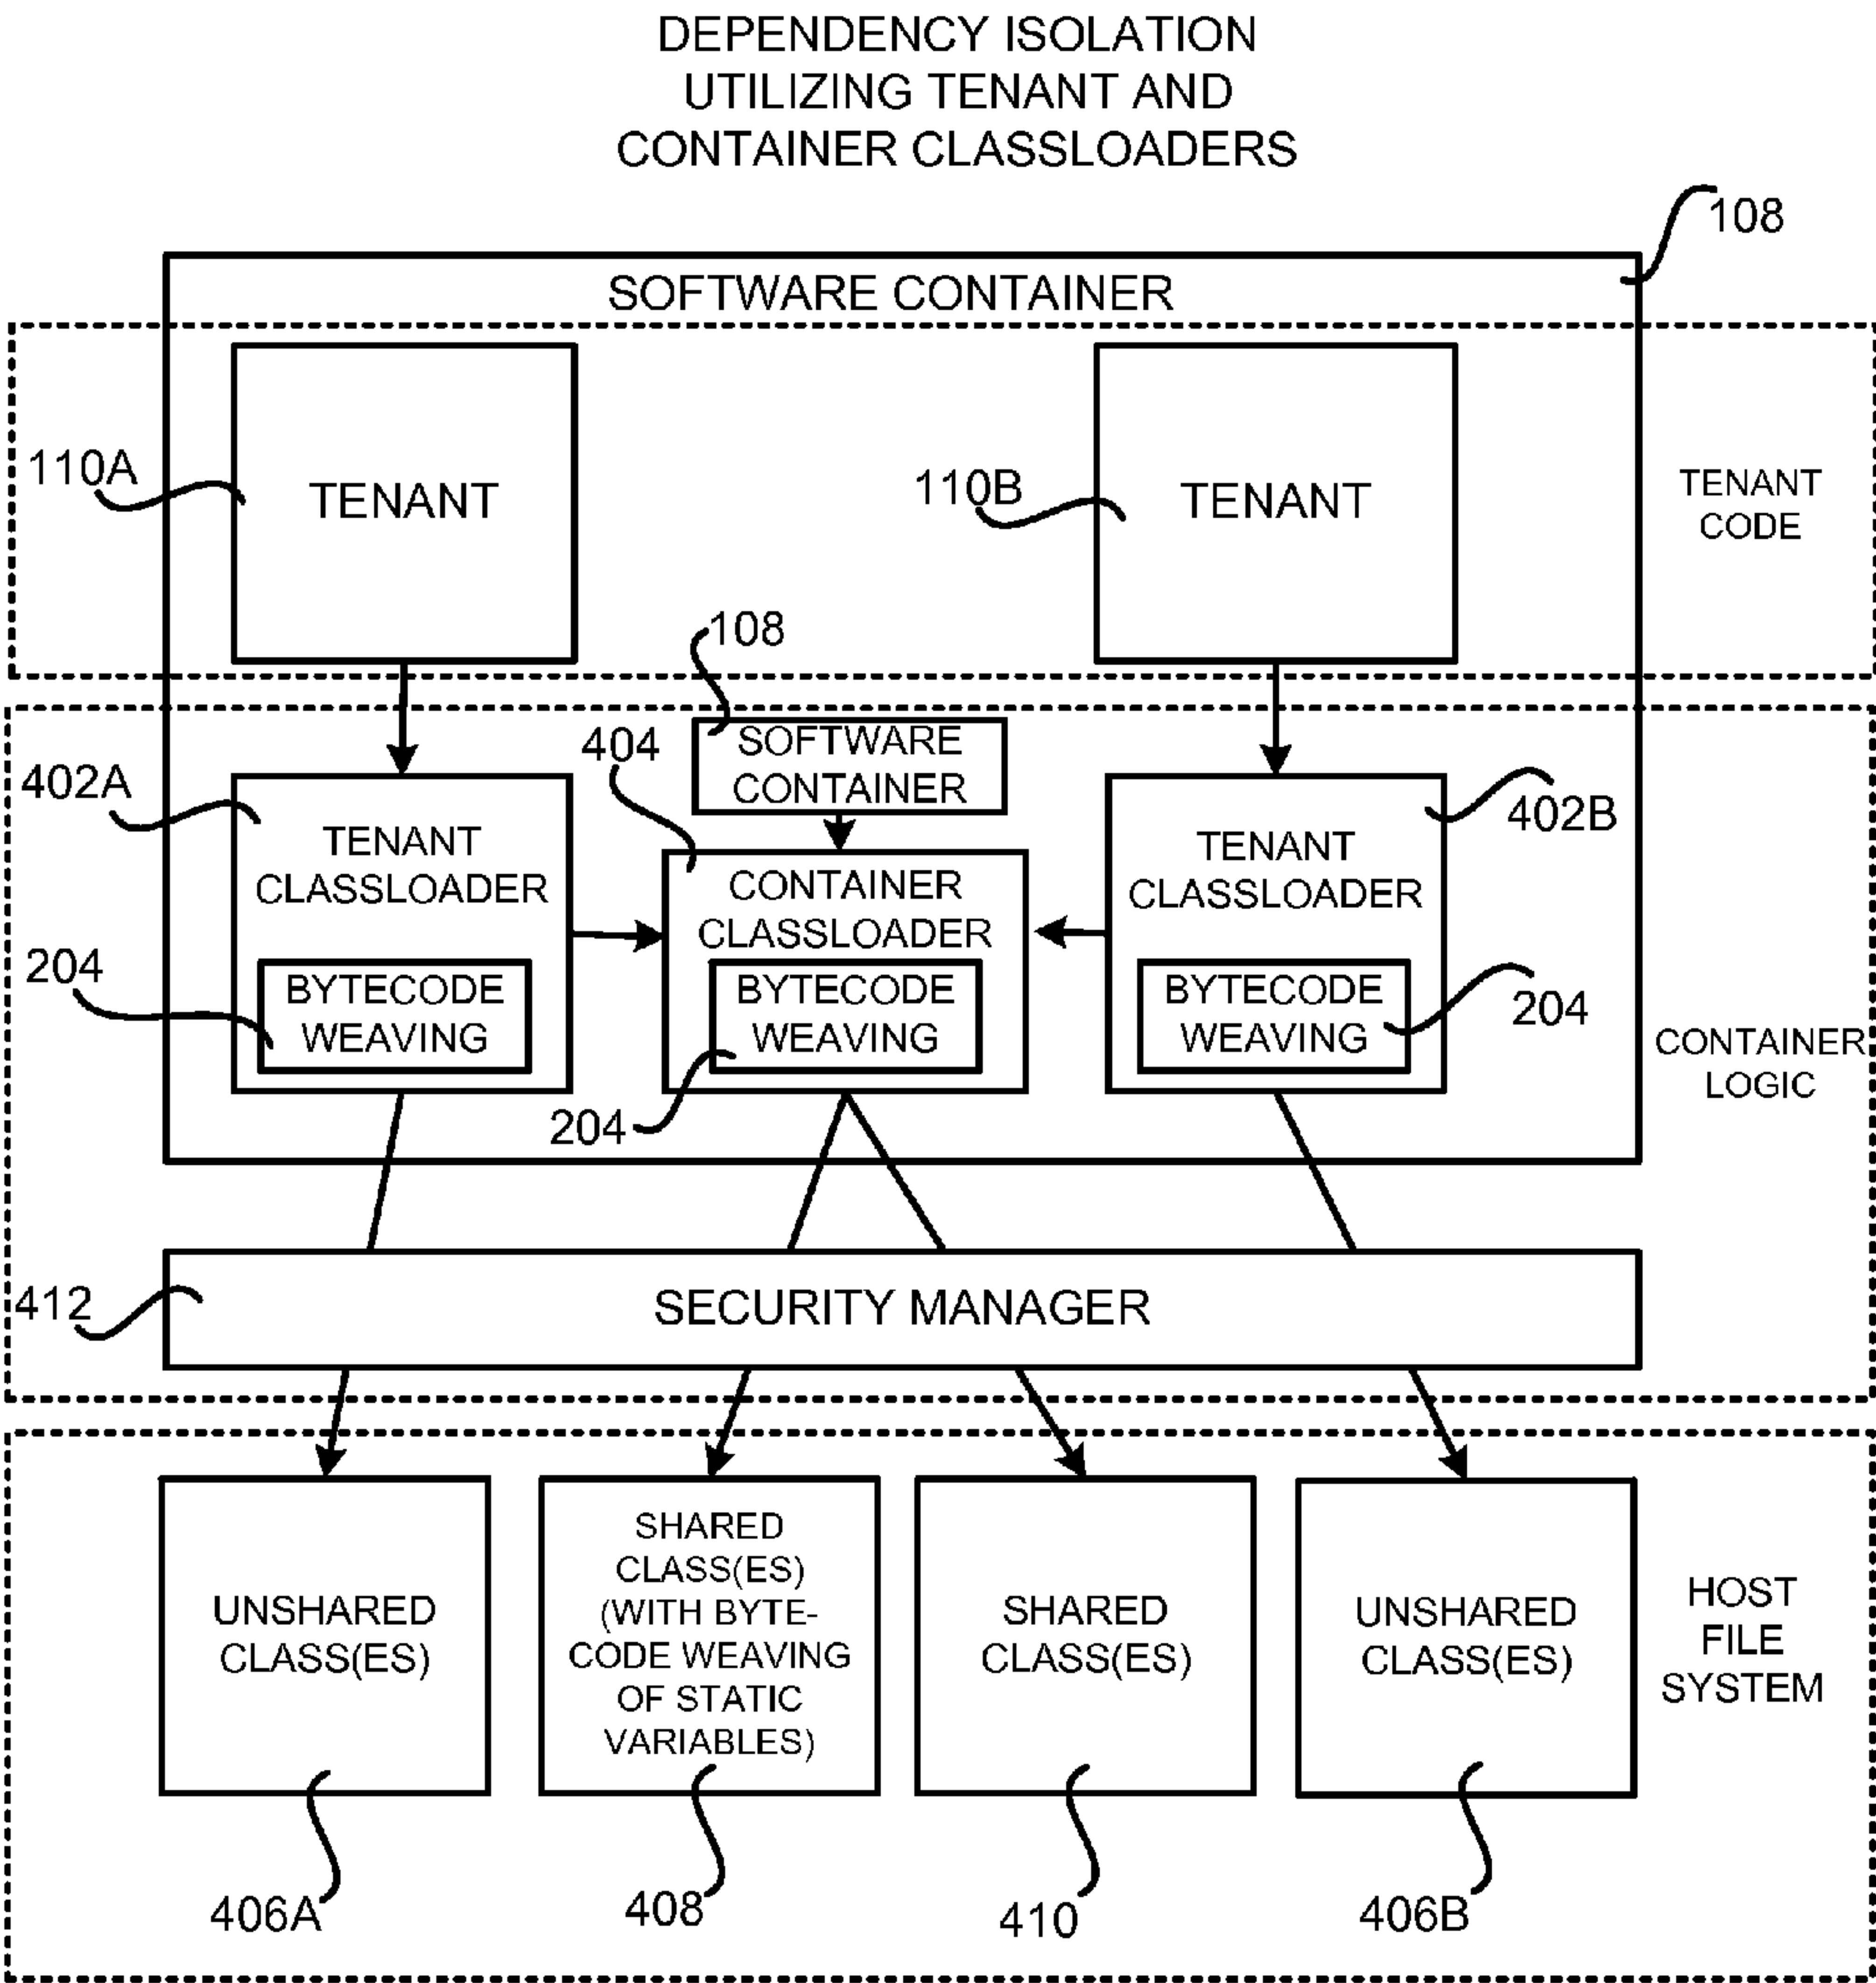 DEPENDENCY ISOLATION
UTILIZING TENANT AND
CONTAINER CLASSLOADERS
108
SOFTWARE CONTAINER
110A
TENANT
110B
TENANT
TENANT
CODE
108
SOFTWARE
CONTAINER
404
402A
TENANT
CLASSLOADER
CONTAINER
CLASSLOADER
402B
TENANT
CLASSLOADER
204
BYTECODE
WEAVING
BYTECODE
WEAVING
BYTECODE
WEAVING
204
204
CONTAINER
LOGIC
412
SECURITY MANAGER
UNSHARED
CLASS(ES)
SHARED
CLASS(ES)
(WITH BYTE-
CODE WEAVING
OF STATIC
VARIABLES)
SHARED
CLASS(ES)
UNSHARED
CLASS(ES)
HOST
FILE
SYSTEM
406A
408
410
406B